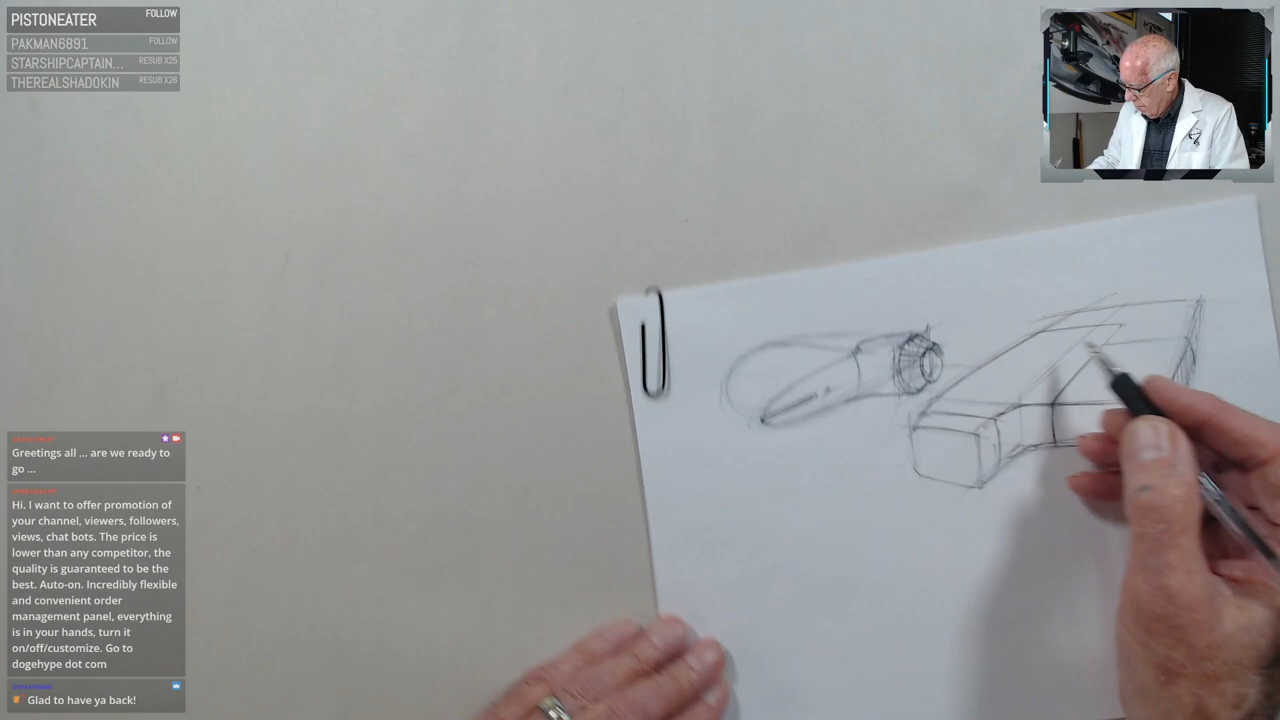 PISTONEATER FOLLOW
PAKMAN6891 FOLLOW
STARSHIPCAPTAIN... RESUB X25
THEREALSHADOKIN RESUB X26
Greetings all ... are we ready to
go ...
Hi. I want to offer promotion of
your channel, viewers, followers,
views, chat bots. The price is
lower than any competitor, the
quality is guaranteed to be the
best. Auto-on. Incredibly flexible
and convenient order
management panel, everything
is in your hands, turn it
on/off/customize. Go to
dogehype dot com
Glad to have ya back!